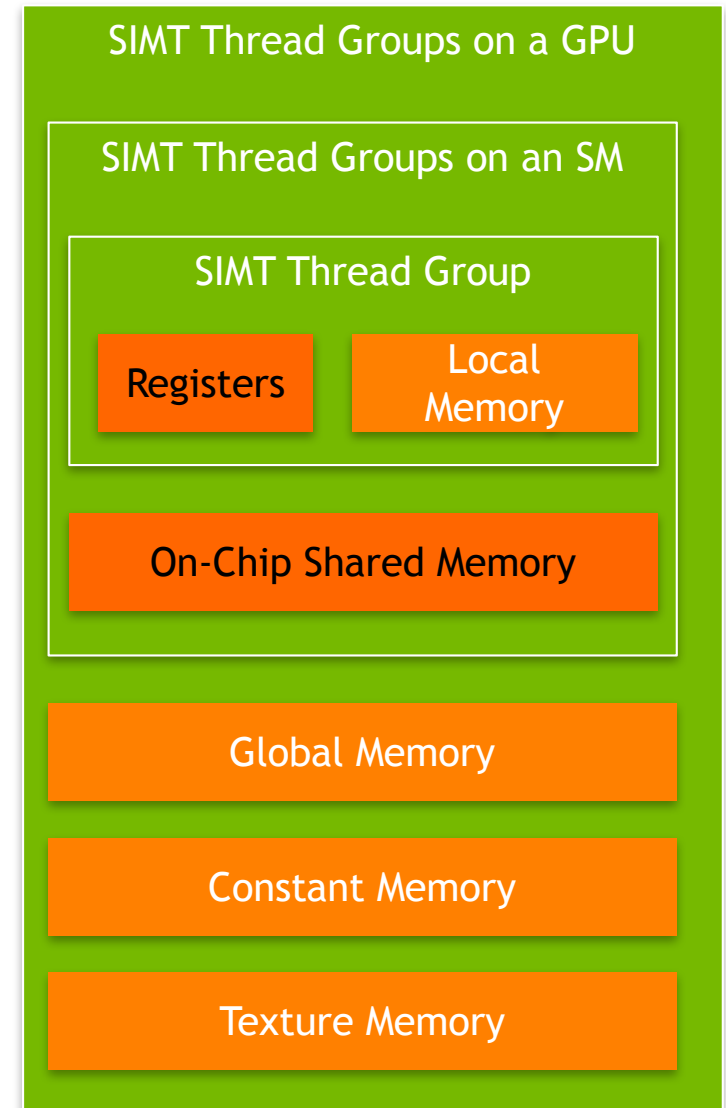 SIMT Thread Groups on a GPU
SIMT Thread Groups on an SM
SIMT Thread Group
Registers
Local
Memory
On-Chip Shared Memory
Global Memory
Constant Memory
Texture Memory